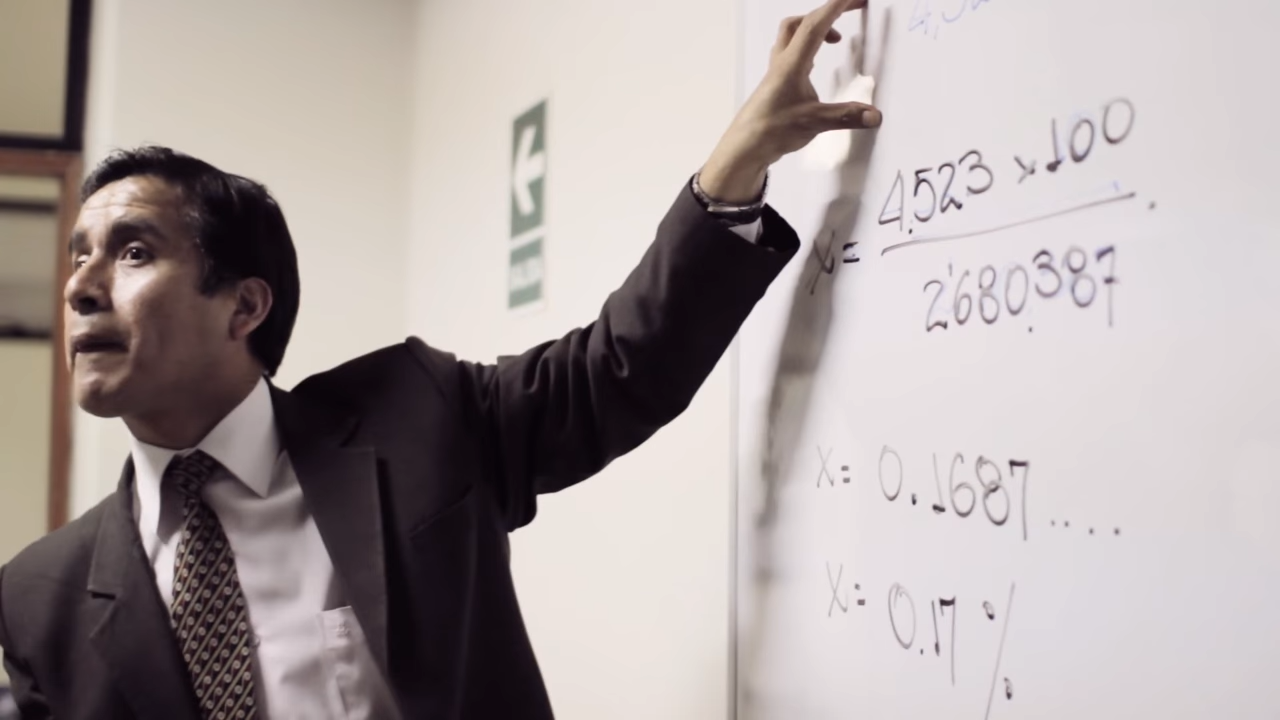 4,523 x 100
x = .
2'680,387
x = 0.1687....
x = 0.17 %